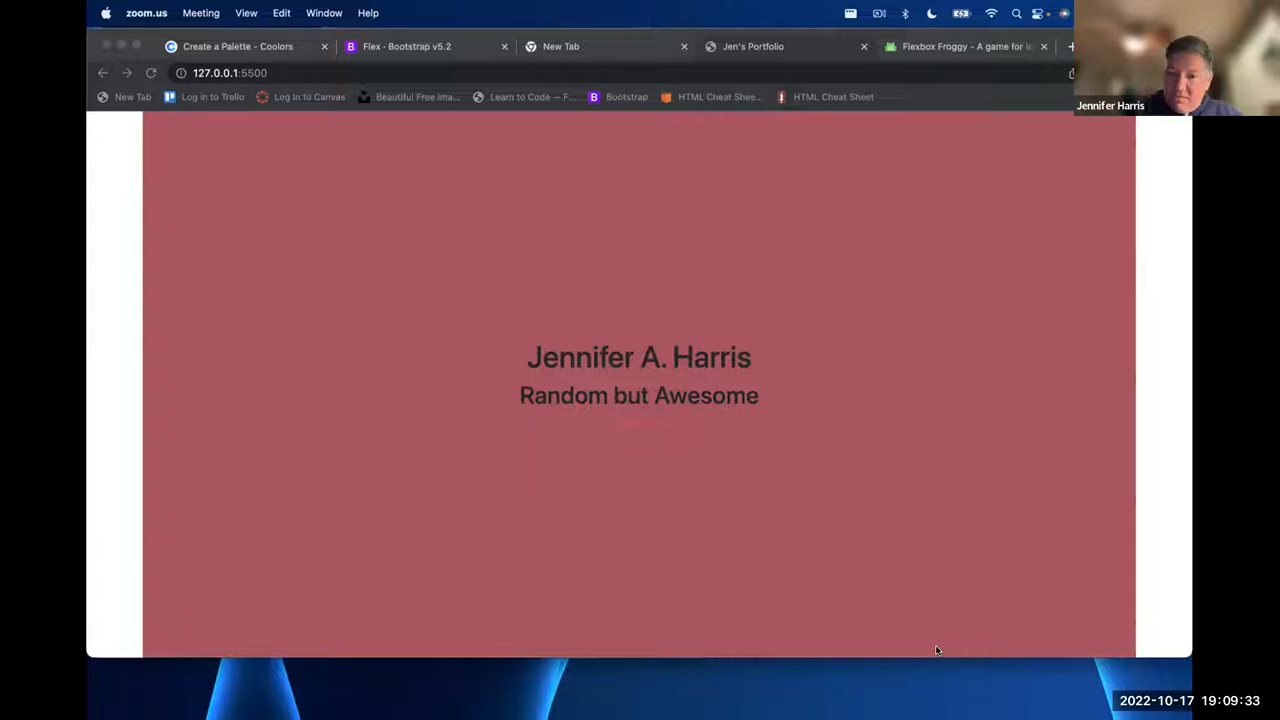 zoom.us Meeting View Edit Window Help
Create a Palette - Coolors
Flex · Bootstrap v5.2
New Tab
Jen's Portfolio
Flexbox Froggy - A game for
127.0.0.1:5500
New Tab
Log in to Trello
Log In to Canvas
Beautiful Free Ima...
Learn to Code — F...
Bootstrap
HTML Cheat Shee...
HTML Cheat Sheet
Jennifer Harris
Jennifer A. Harris
Random but Awesome
2022-10-17 19:09:33